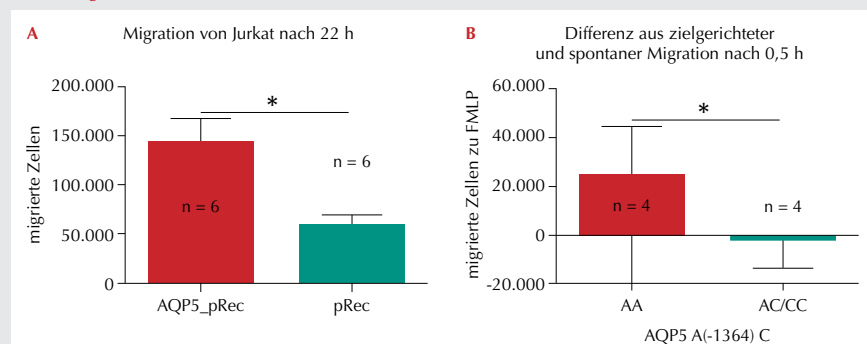 A
Migration von Jurkat nach 22 h
200.000
150.000
100.000
50.000
0
migrierte Zellen
*
n = 6
n = 6
AQP5_pRec
pRec
B
Differenz aus zielgerichteter
und spontaner Migration nach 0,5 h
60.000
40.000
20.000
0
-20.000
migrierte Zellen zu FMLP
*
n = 4
n = 4
AA
AC/CC
AQP5 A(-1364) C